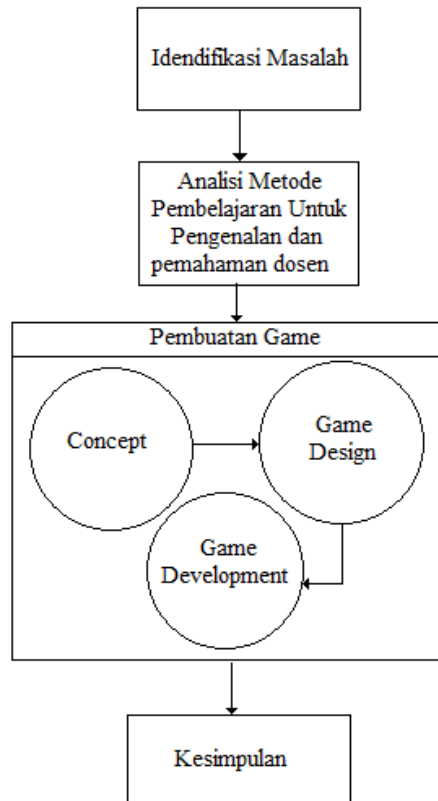 Idendifikasi Masalah
Analisi Metode
Pembelajaran Untuk
Pengenalan dan
pemahaman dosen
Pembuatan Game
Concept
Game
Design
Game
Development
Kesimpulan